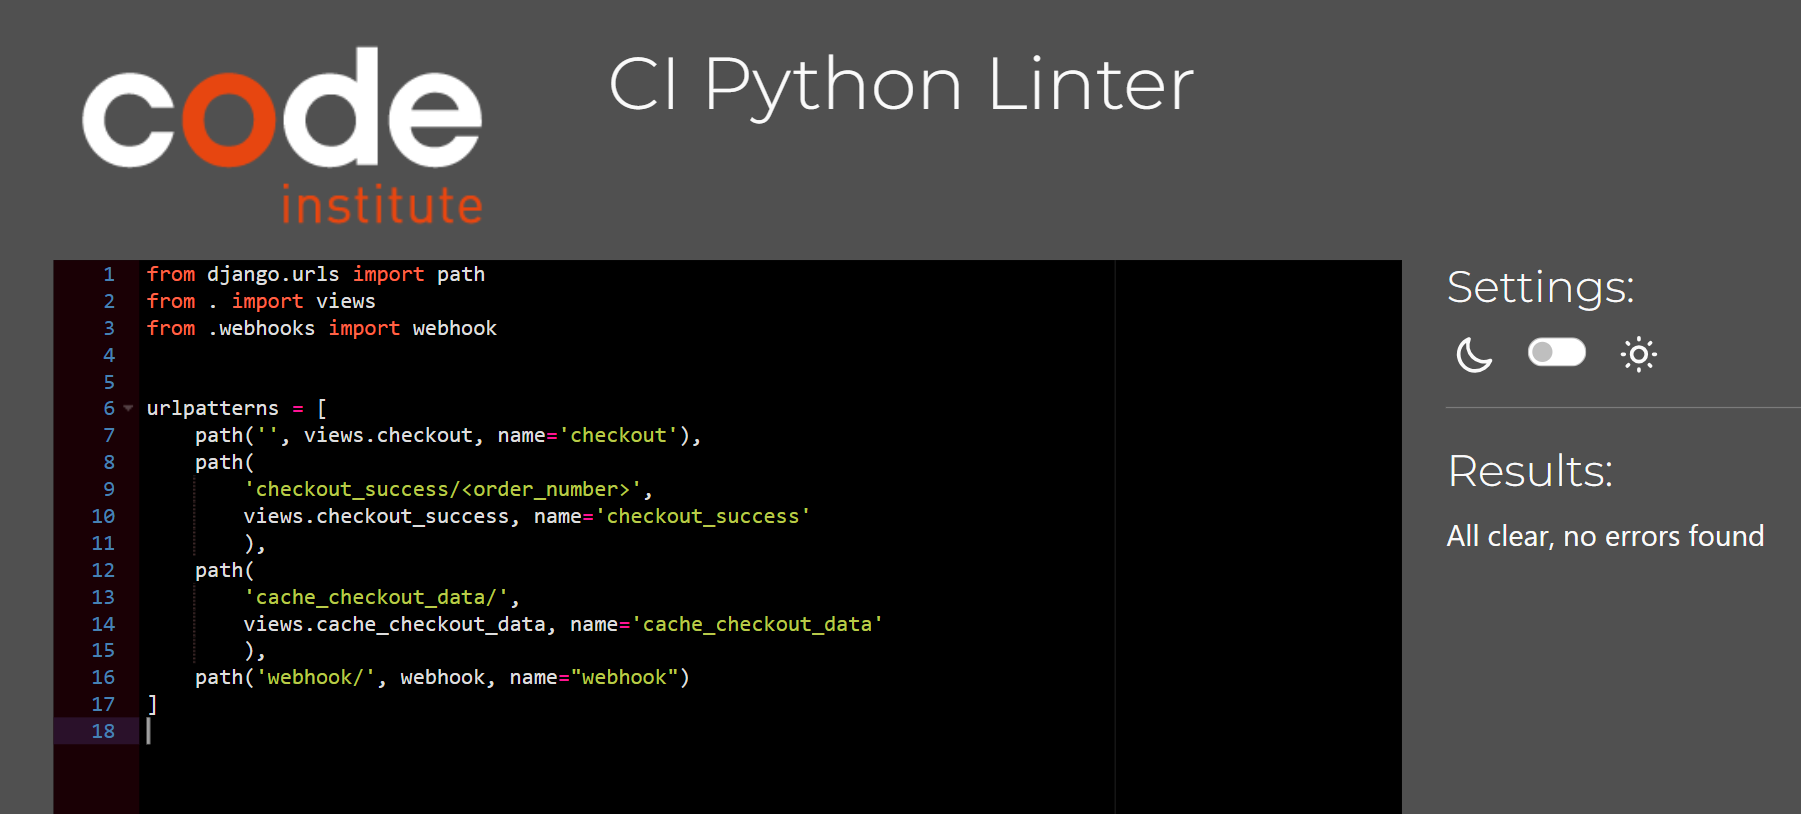 code
institute
CI Python Linter
1 from django.urls import path
2 from . import views
3 from .webhooks import webhook
4
5
6 urlpatterns = [
7     path('', views.checkout, name='checkout'),
8     path(
9         'checkout_success/<order_number>',
10         views.checkout_success, name='checkout_success'
11         ),
12     path(
13         'cache_checkout_data/',
14         views.cache_checkout_data, name='cache_checkout_data'
15         ),
16     path('webhook/', webhook, name="webhook")
17 ]
18
Settings:
Results:
All clear, no errors found